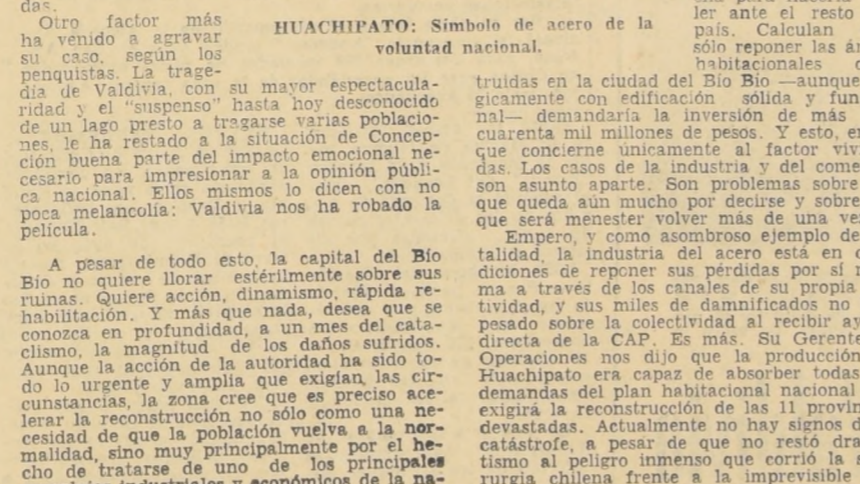 das.
Otro factor más
ha venido a agravar
su caso, según los
penquistas. La trage-
dia de Valdivia, con su mayor espectacula-
ridad y el "suspenso" hasta hoy desconocido
de un lago presto a tragarse varias poblacio-
nes, le ha restado a la situación de Concep-
ción buena parte del impacto emocional ne-
cesario para impresionar a la opinión públi-
ca nacional. Ellos mismos lo dicen con no
poca melancolía: Valdivia nos ha robado la
película.
A pesar de todo esto, la capital del Bío
Bío no quiere llorar estérilmente sobre sus
ruinas. Quiere acción, dinamismo, rápida re-
habilitación. Y más que nada, desea que se
conozca en profundidad, a un mes del cata-
clismo, la magnitud de los daños sufridos.
Aunque la acción de la autoridad ha sido to-
do lo urgente y amplia que exigían, las cir-
cunstancias, la zona cree que es preciso ace-
lerar la reconstrucción no sólo como una ne-
cesidad de que la población vuelva a la nor-
malidad, sino muy principalmente por el he-
cho de tratarse de uno de los principales
industriales y económicos de la na-
HUACHIPATO: Símbolo de acero de la
voluntad nacional.
ler ante el resto
país. Calculan
sólo reponer las
habitacionales
truidas en la ciudad del Bío Bío —aunque
gicamente con edificación sólida y fun
nal— demandaría la inversión de más
cuarenta mil millones de pesos. Y esto, e
que concierne únicamente al factor viv
das. Los casos de la industria y del come
son asunto aparte. Son problemas sobre
que queda aún mucho por decirse y sobre
que será menester volver más de una ve
Empero, y como asombroso ejemplo de
talidad, la industria del acero está en
diciones de reponer sus pérdidas por sí
ma a través de los canales de su propia
tividad, y sus miles de damnificados no
pesado sobre la colectividad al recibir ay
directa de la CAP. Es más. Su Gerente
Operaciones nos dijo que la producción
Huachipato era capaz de absorber todas
demandas del plan habitacional nacional
exigirá la reconstrucción de las 11 provin
devastadas. Actualmente no hay signos d
catástrofe, a pesar de que no restó dra
tismo al peligro inmenso que corrió la s
rurgia chilena frente a la imprevisible